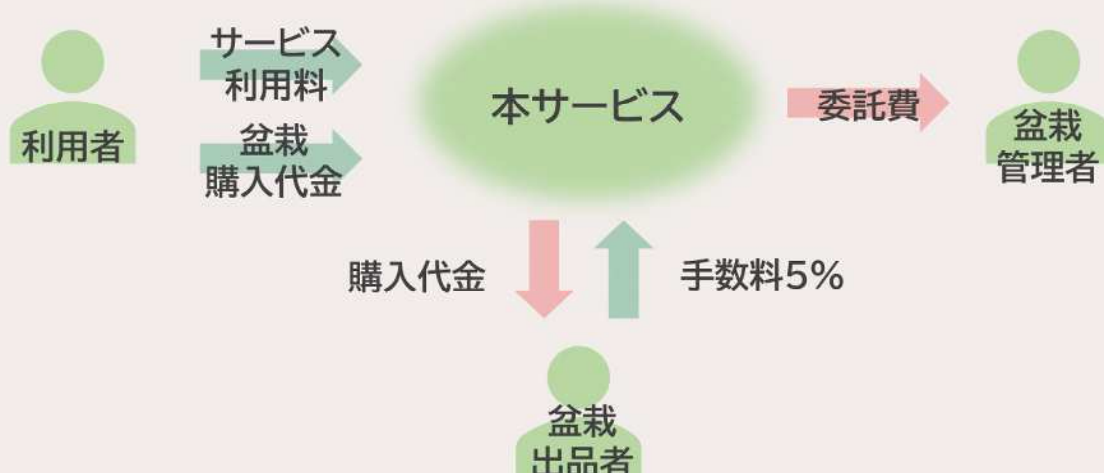 サービス
利用料
利用者
盆栽
購入代金
本サービス
委託費
盆栽
管理者
購入代金
手数料5%
盆栽
出品者